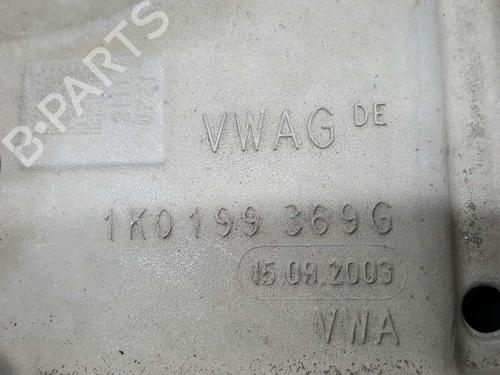 B-PARTS
VWAG DE
1K0 199 369 G
15.09.2003
VWA